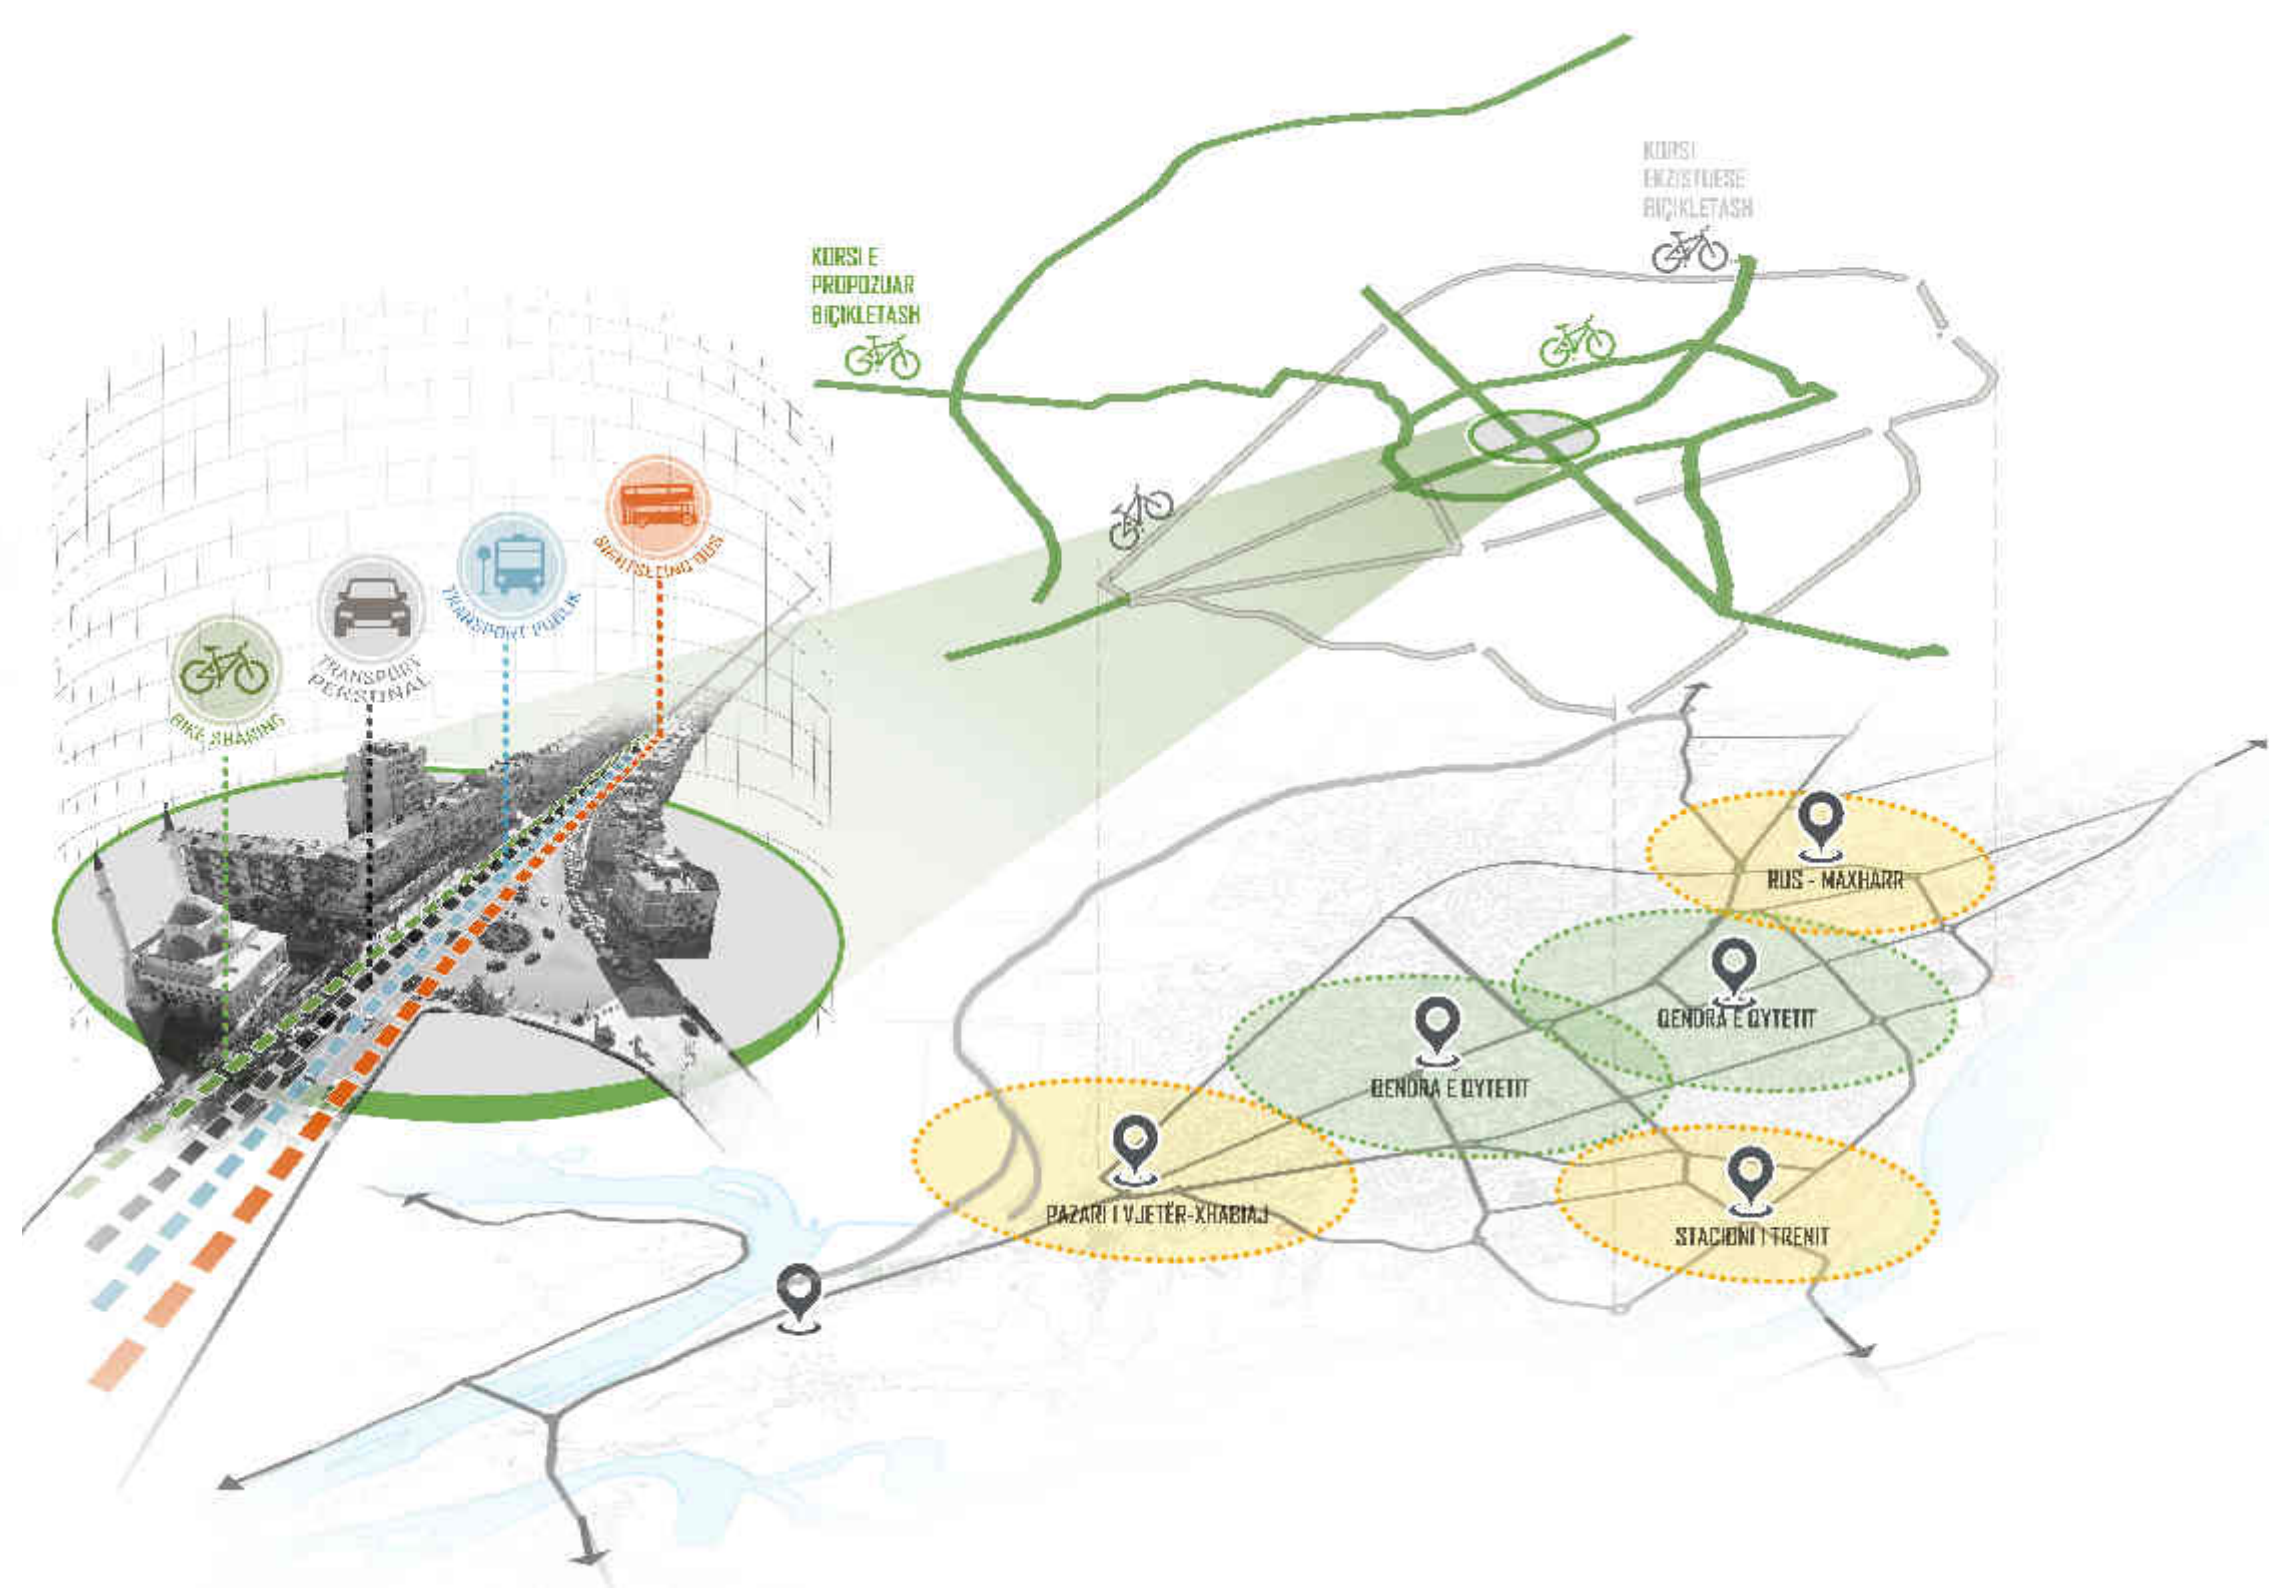 KORSI
EKZISTUESE
BIÇIKLETASH
KORSI E
PROPOZUAR
BIÇIKLETASH
SIGHTSEEING BUS
TRANSPORT PUBLIK
TRANSPORT
PERSONAL
BIKE SHARING
RUS - MAXHARR
QENDRA E QYTETIT
QENDRA E QYTETIT
PAZARI I VJETËR-XHABIAJ
STACIONI I TRENIT